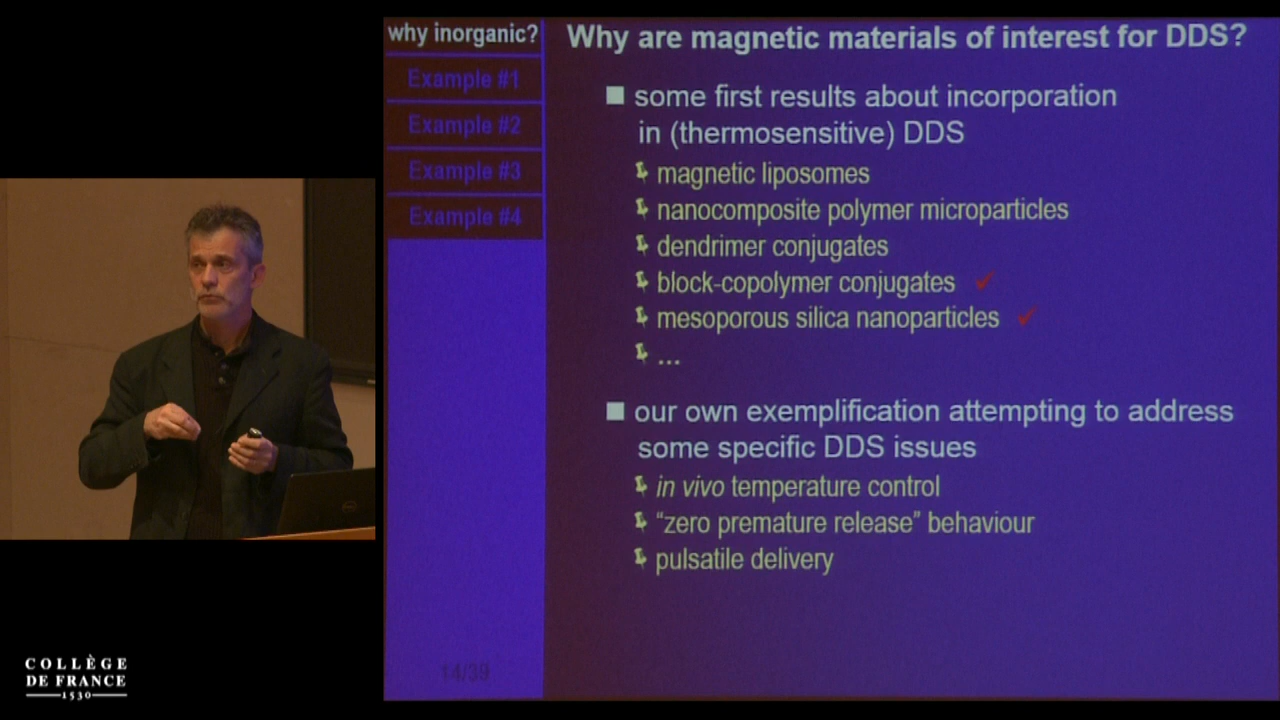 why inorganic?
Example #1
Example #2
Example #3
Example #4
Why are magnetic materials of interest for DDS?
some first results about incorporation
in (thermosensitive) DDS
magnetic liposomes
nanocomposite polymer microparticles
dendrimer conjugates
block-copolymer conjugates ✓
mesoporous silica nanoparticles ✓
...
our own exemplification attempting to address
some specific DDS issues
in vivo temperature control
“zero premature release” behaviour
pulsatile delivery
14/39
COLLÈGE
DE FRANCE
1530